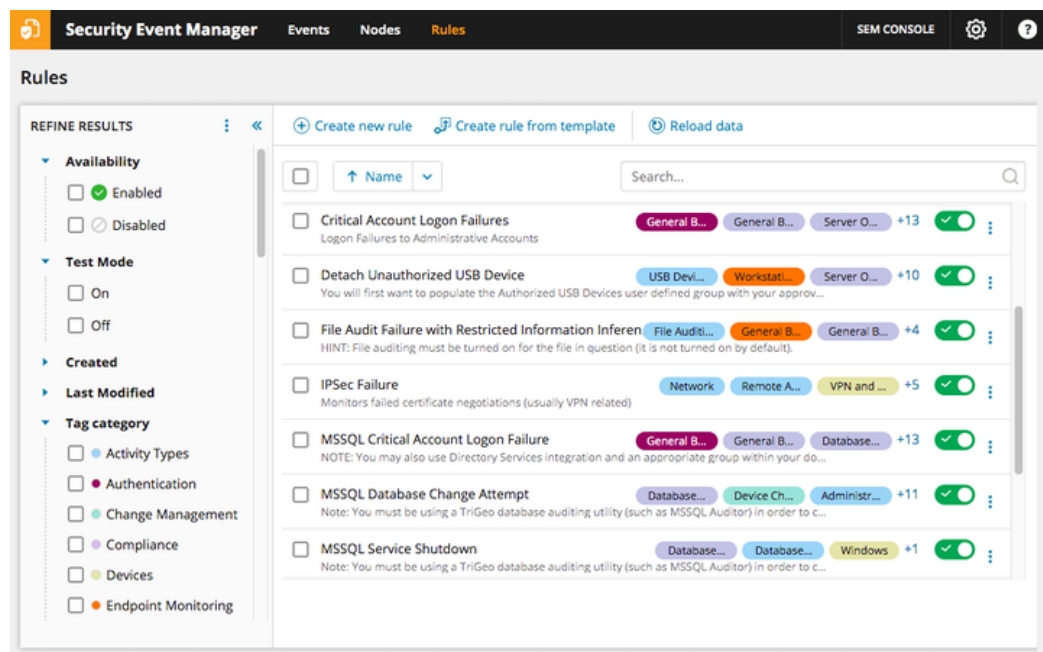 Security Event Manager Events Nodes Rules SEM CONSOLE ?
Rules
REFINE RESULTS
Availability
Enabled
Disabled
Test Mode
On
Off
Created
Last Modified
Tag category
Activity Types
Authentication
Change Management
Compliance
Devices
Endpoint Monitoring
Create new rule Create rule from template Reload data
Name Search...
Critical Account Logon Failures General B... General B... Server O... +13
Logon Failures to Administrative Accounts
Detach Unauthorized USB Device USB Devi... Workstati... Server O... +10
You will first want to populate the Authorized USB Devices user defined group with your approv...
File Audit Failure with Restricted Information Inferen File Auditi... General B... General B... +4
HINT: File auditing must be turned on for the file in question (it is not turned on by default).
IPSec Failure Network Remote A... VPN and ... +5
Monitors failed certificate negotiations (usually VPN related)
MSSQL Critical Account Logon Failure General B... General B... Database... +13
NOTE: You may also use Directory Services integration and an appropriate group within your do...
MSSQL Database Change Attempt Database... Device Ch... Administr... +11
Note: You must be using a TriGeo database auditing utility (such as MSSQL Auditor) in order to c...
MSSQL Service Shutdown Database... Database... Windows +1
Note: You must be using a TriGeo database auditing utility (such as MSSQL Auditor) in order to c...